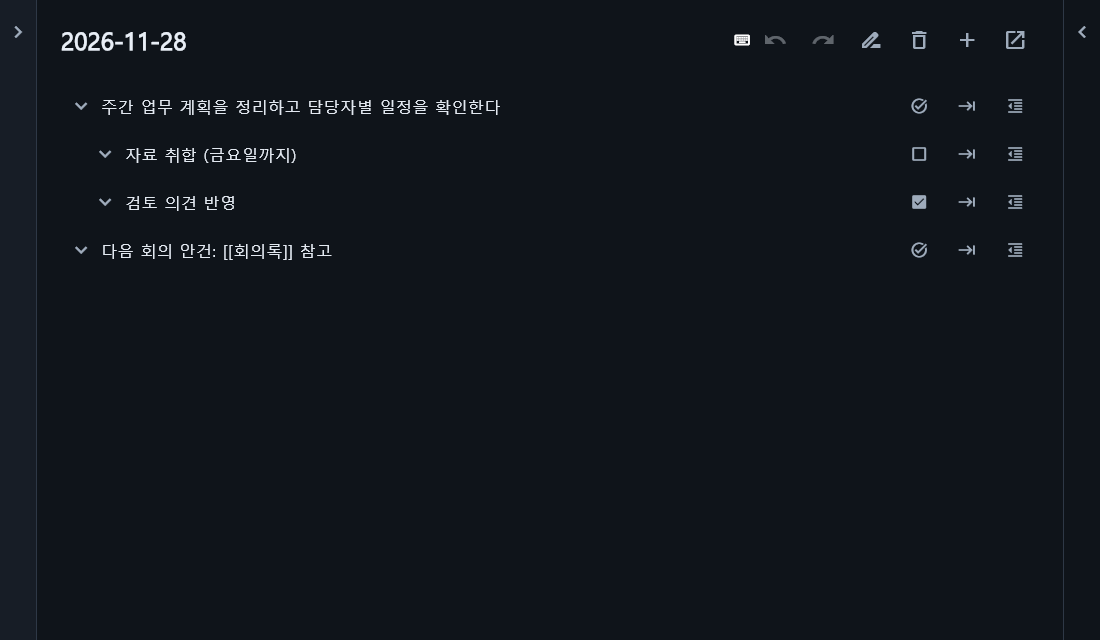 2026-11-28
주간 업무 계획을 정리하고 담당자별 일정을 확인한다
자료 취합 (금요일까지)
검토 의견 반영
다음 회의 안건: [[회의록]] 참고